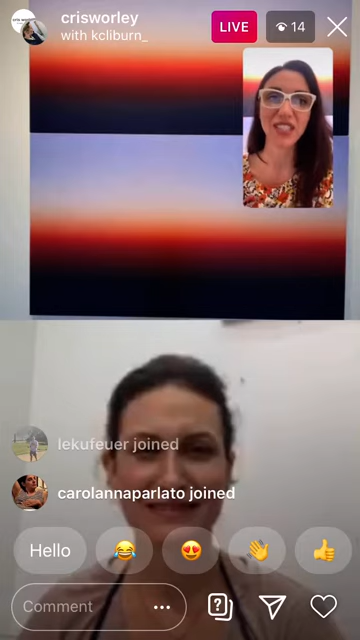 crisworley
with kcliburn_
LIVE
14
lekufeuer joined
carolannaparlato joined
Hello
Comment